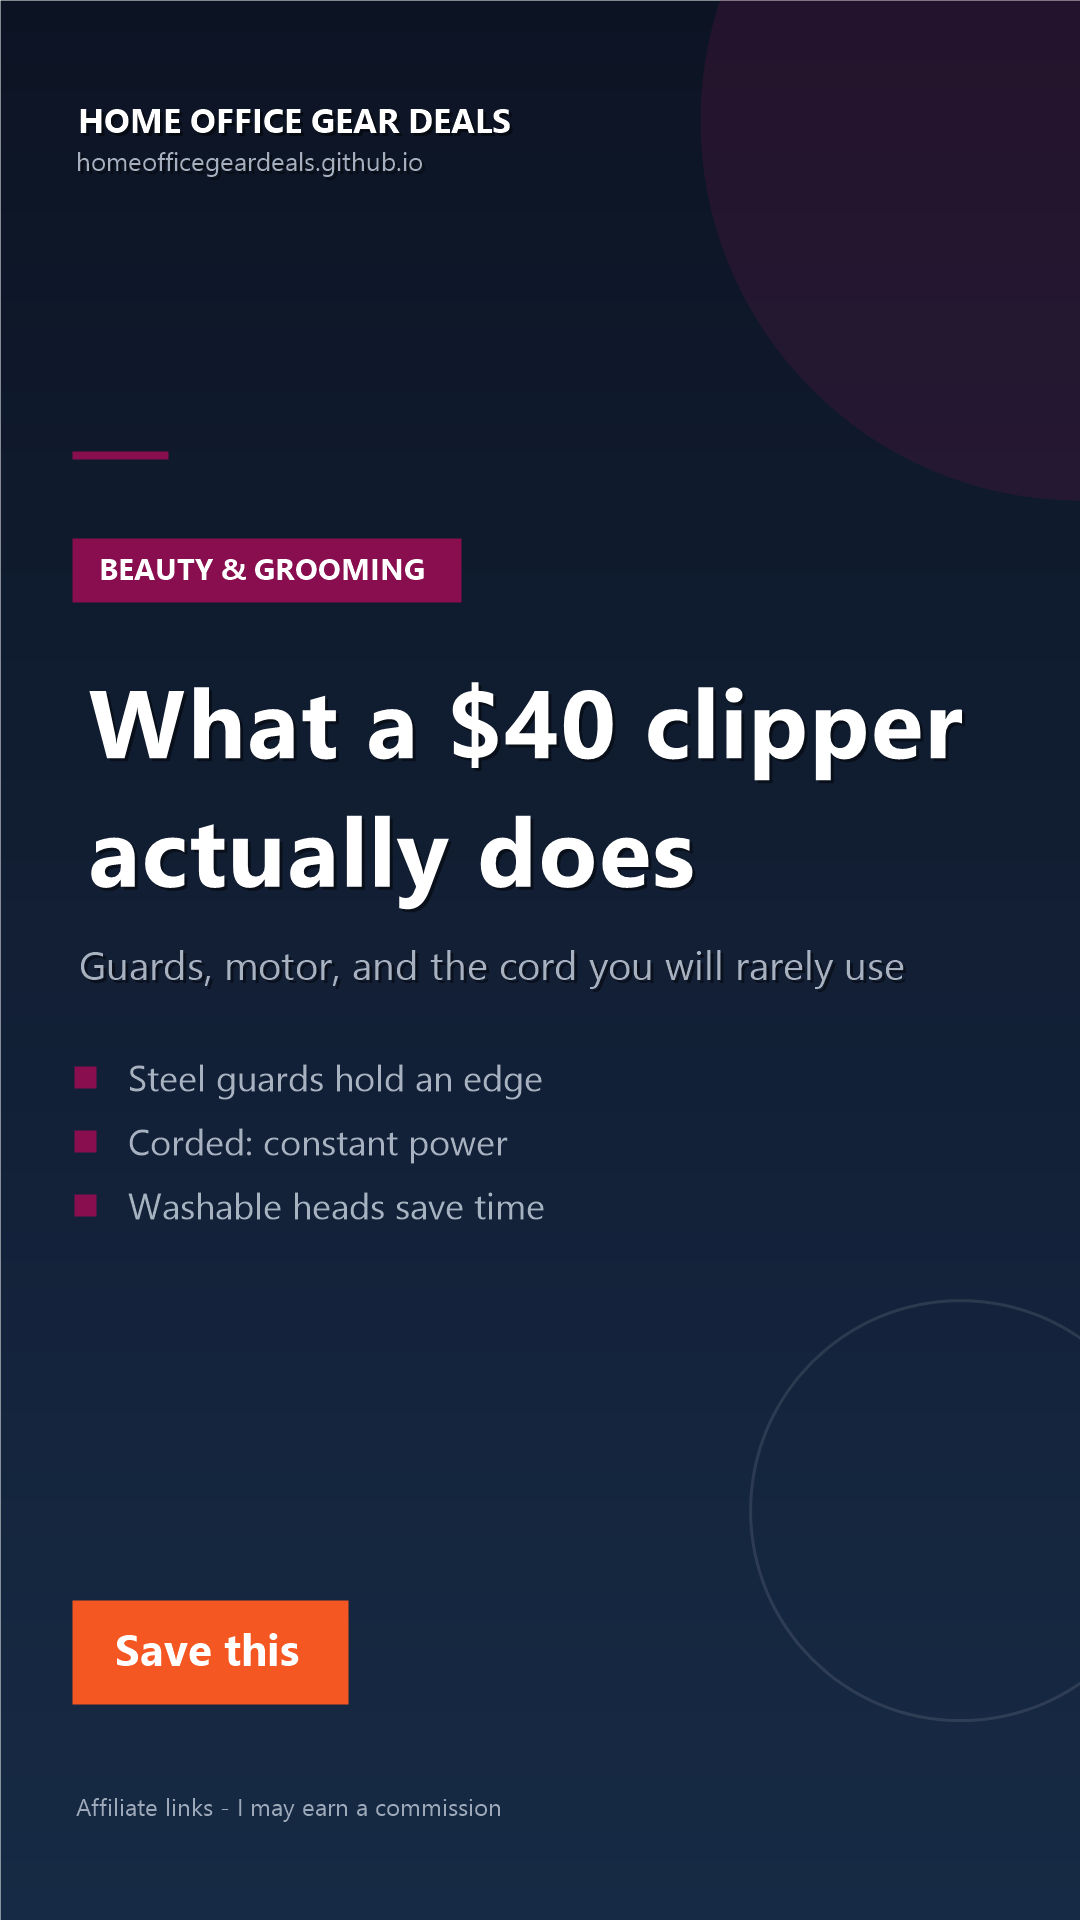 HOME OFFICE GEAR DEALS
homeofficegeardeals.github.io
BEAUTY & GROOMING
What a $40 clipper
actually does
Guards, motor, and the cord you will rarely use
Steel guards hold an edge
Corded: constant power
Washable heads save time
Save this
Affiliate links - I may earn a commission